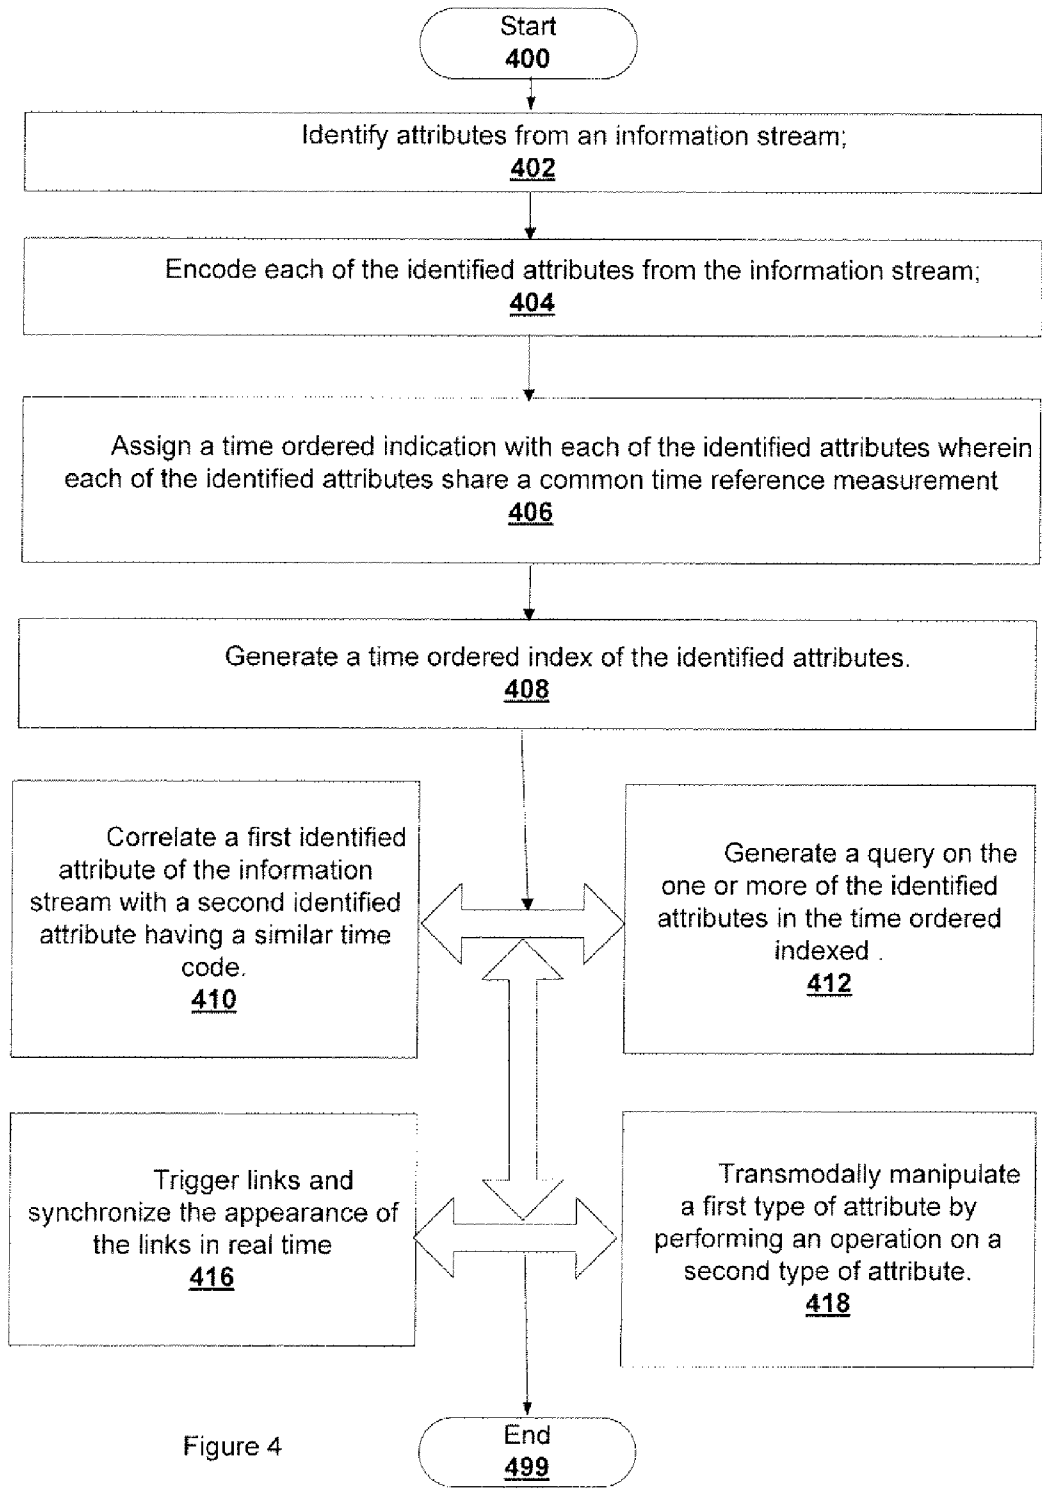 Start
400
Identify attributes from an information stream;
402
Encode each of the identified attributes from the information stream;
404
Assign a time ordered indication with each of the identified attributes wherein
each of the identified attributes share a common time reference measurement
406
Generate a time ordered index of the identified attributes.
408
Correlate a first identified
attribute of the information
stream with a second identified
attribute having a similar time
code.
410
Generate a query on the
one or more of the identified
attributes in the time ordered
indexed .
412
Trigger links and
synchronize the appearance of
the links in real time
416
Transmodally manipulate
a first type of attribute by
performing an operation on a
second type of attribute.
418
Figure 4
End
499